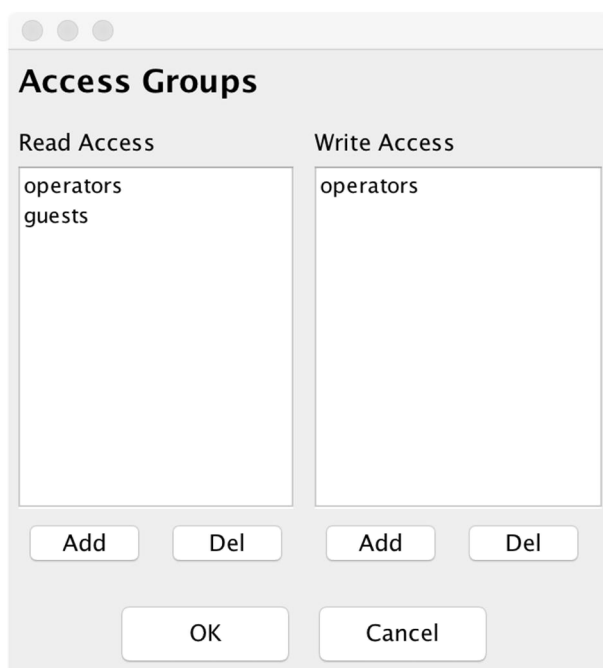 Access Groups
Read Access
Write Access
operators
guests
operators
Add
Del
Add
Del
OK
Cancel